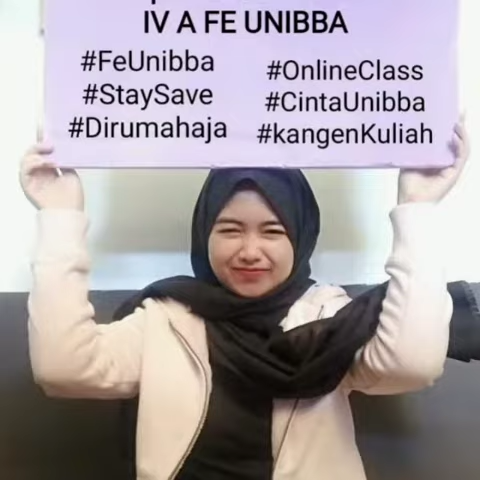 IV A FE UNIBBA
#FeUnibba
#StaySave
#Dirumahaja
#OnlineClass
#CintaUnibba
#kangenKuliah